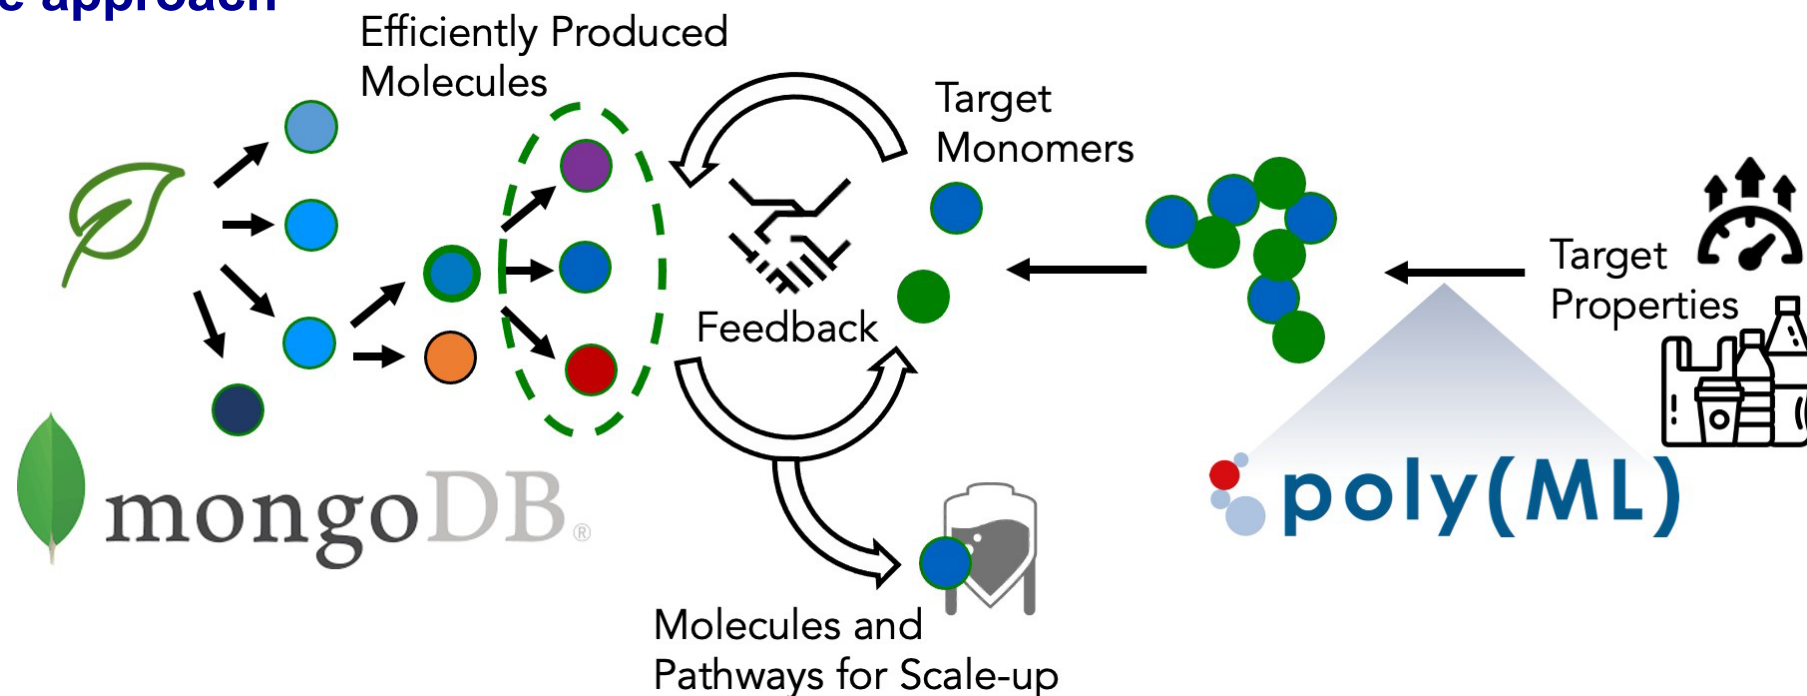 e approach
Efficiently Produced
Molecules
Target
Monomers
Target
Properties
Feedback
mongoDB®
poly(ML)
Molecules and
Pathways for Scale-up